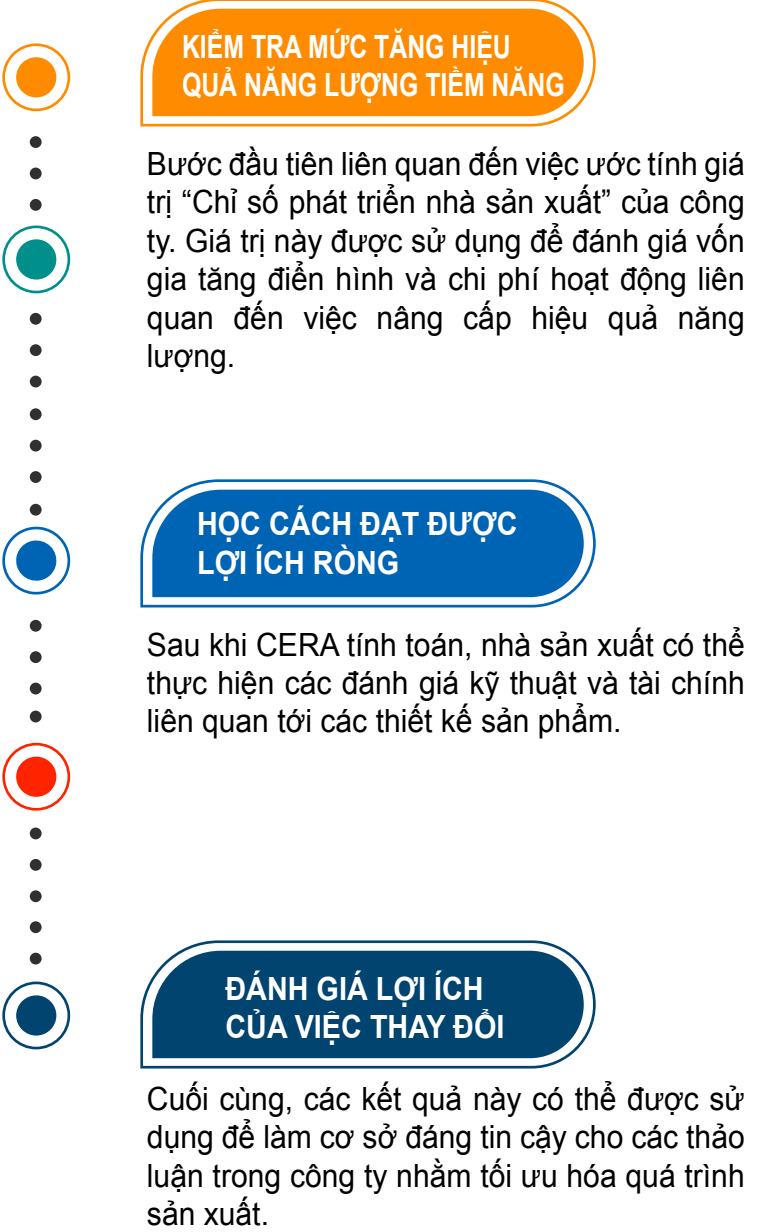 KIỂM TRA MỨC TĂNG HIỆU
QUẢ NĂNG LƯỢNG TIỀM NĂNG
Bước đầu tiên liên quan đến việc ước tính giá
trị “Chỉ số phát triển nhà sản xuất” của công
ty. Giá trị này được sử dụng để đánh giá vốn
gia tăng điển hình và chi phí hoạt động liên
quan đến việc nâng cấp hiệu quả năng
lượng.
HỌC CÁCH ĐẠT ĐƯỢC
LỢI ÍCH RÒNG
Sau khi CERA tính toán, nhà sản xuất có thể
thực hiện các đánh giá kỹ thuật và tài chính
liên quan tới các thiết kế sản phẩm.
ĐÁNH GIÁ LỢI ÍCH
CỦA VIỆC THAY ĐỔI
Cuối cùng, các kết quả này có thể được sử
dụng để làm cơ sở đáng tin cậy cho các thảo
luận trong công ty nhằm tối ưu hóa quá trình
sản xuất.